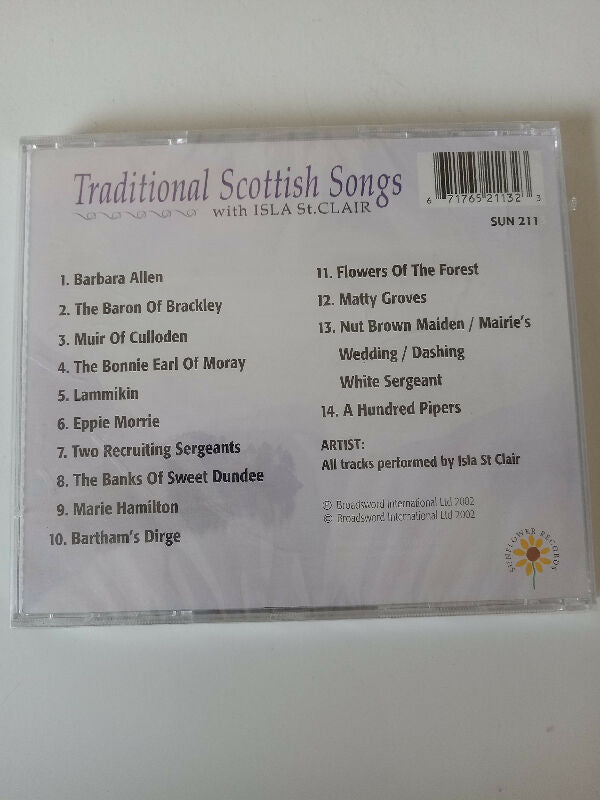 Traditional Scottish Songs
with ISLA St.CLAIR
6 71765 21132 3
SUN 211
1. Barbara Allen
2. The Baron Of Brackley
3. Muir Of Culloden
4. The Bonnie Earl Of Moray
5. Lammikin
6. Eppie Morrie
7. Two Recruiting Sergeants
8. The Banks Of Sweet Dundee
9. Marie Hamilton
10. Bartham's Dirge
11. Flowers Of The Forest
12. Matty Groves
13. Nut Brown Maiden / Mairie's
Wedding / Dashing
White Sergeant
14. A Hundred Pipers
ARTIST:
All tracks performed by Isla St Clair
℗ Broadsword International Ltd 2002
© Broadsword International Ltd 2002
SUNFLOWER RECORDS